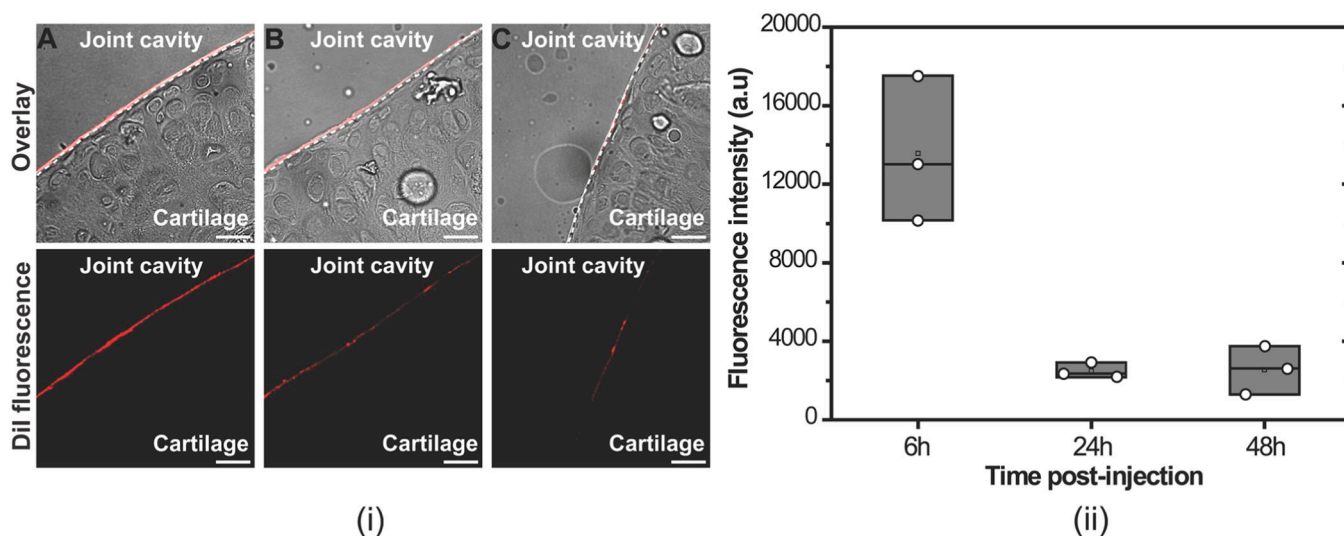 A Joint cavity
B Joint cavity
C Joint cavity
Overlay
Cartilage
Cartilage
Cartilage
Joint cavity
Joint cavity
Joint cavity
DiI fluorescence
Cartilage
Cartilage
Cartilage
(i)
Fluorescence intensity (a.u)
20000
16000
12000
8000
4000
0
6h
24h
48h
Time post-injection
(ii)